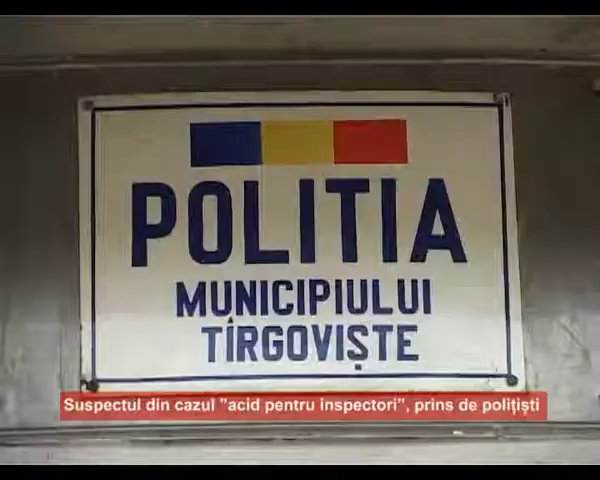 POLITIA
MUNICIPIULUI
TÎRGOVIȘTE
Suspectul din cazul "acid pentru inspectori", prins de polițiști